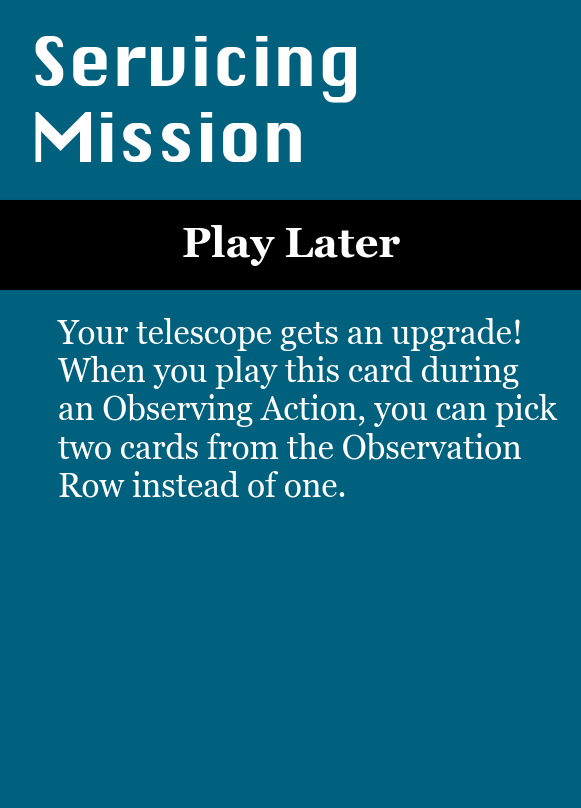 Servicing
Mission
Play Later
Your telescope gets an upgrade!
When you play this card during
an Observing Action, you can pick
two cards from the Observation
Row instead of one.